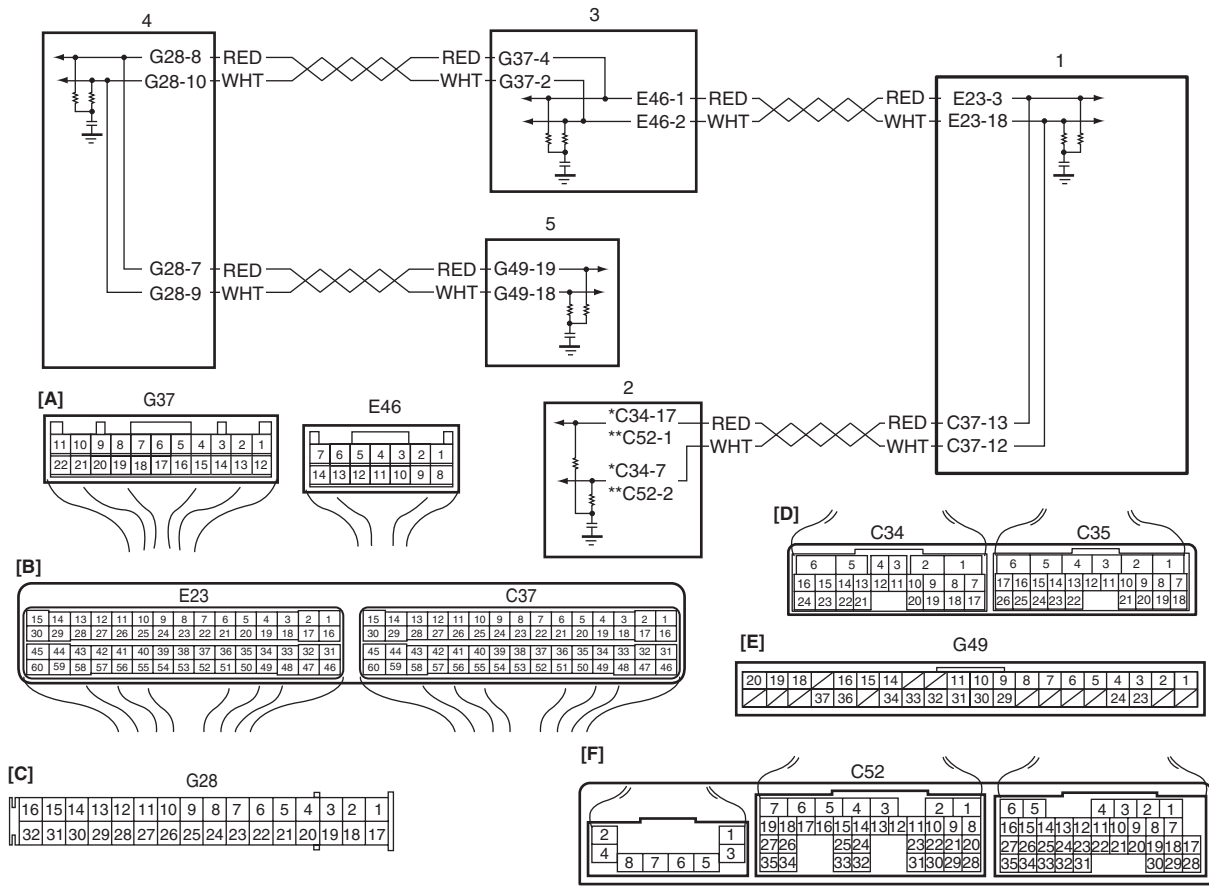 4
3
1
G28-8 RED RED G37-4
G28-10 WHT WHT G37-2
E46-1 RED RED E23-3
E46-2 WHT WHT E23-18
5
G28-7 RED RED G49-19
G28-9 WHT WHT G49-18
2
*C34-17 RED RED C37-13
**C52-1
WHT WHT C37-12
*C34-7
**C52-2
[A]
G37
11 10 9 8 7 6 5 4 3 2 1
22 21 20 19 18 17 16 15 14 13 12
E46
7 6 5 4 3 2 1
14 13 12 11 10 9 8
[B]
E23
15 14 13 12 11 10 9 8 7 6 5 4 3 2 1
30 29 28 27 26 25 24 23 22 21 20 19 18 17 16
45 44 43 42 41 40 39 38 37 36 35 34 33 32 31
60 59 58 57 56 55 54 53 52 51 50 49 48 47 46
C37
15 14 13 12 11 10 9 8 7 6 5 4 3 2 1
30 29 28 27 26 25 24 23 22 21 20 19 18 17 16
45 44 43 42 41 40 39 38 37 36 35 34 33 32 31
60 59 58 57 56 55 54 53 52 51 50 49 48 47 46
[C]
G28
16 15 14 13 12 11 10 9 8 7 6 5 4 3 2 1
32 31 30 29 28 27 26 25 24 23 22 21 20 19 18 17
[D]
C34
6 5 4 3 2 1
16 15 14 13 12 11 10 9 8 7
24 23 22 21 20 19 18 17
C35
6 5 4 3 2 1
17 16 15 14 13 12 11 10 9 8 7
26 25 24 23 22 21 20 19 18
[E]
G49
20 19 18 16 15 14 11 10 9 8 7 6 5 4 3 2 1
37 36 34 33 32 31 30 29 24 23
[F]
2 1
4 3
8 7 6 5
C52
7 6 5 4 3 2 1
19 18 17 16 15 14 13 12 11 10 9 8
27 26 25 24 23 22 21 20
35 34 33 32 31 30 29 28
6 5 4 3 2 1
16 15 14 13 12 11 10 9 8 7
27 26 25 24 23 22 21 20 19 18 17
35 34 33 32 31 30 29 28